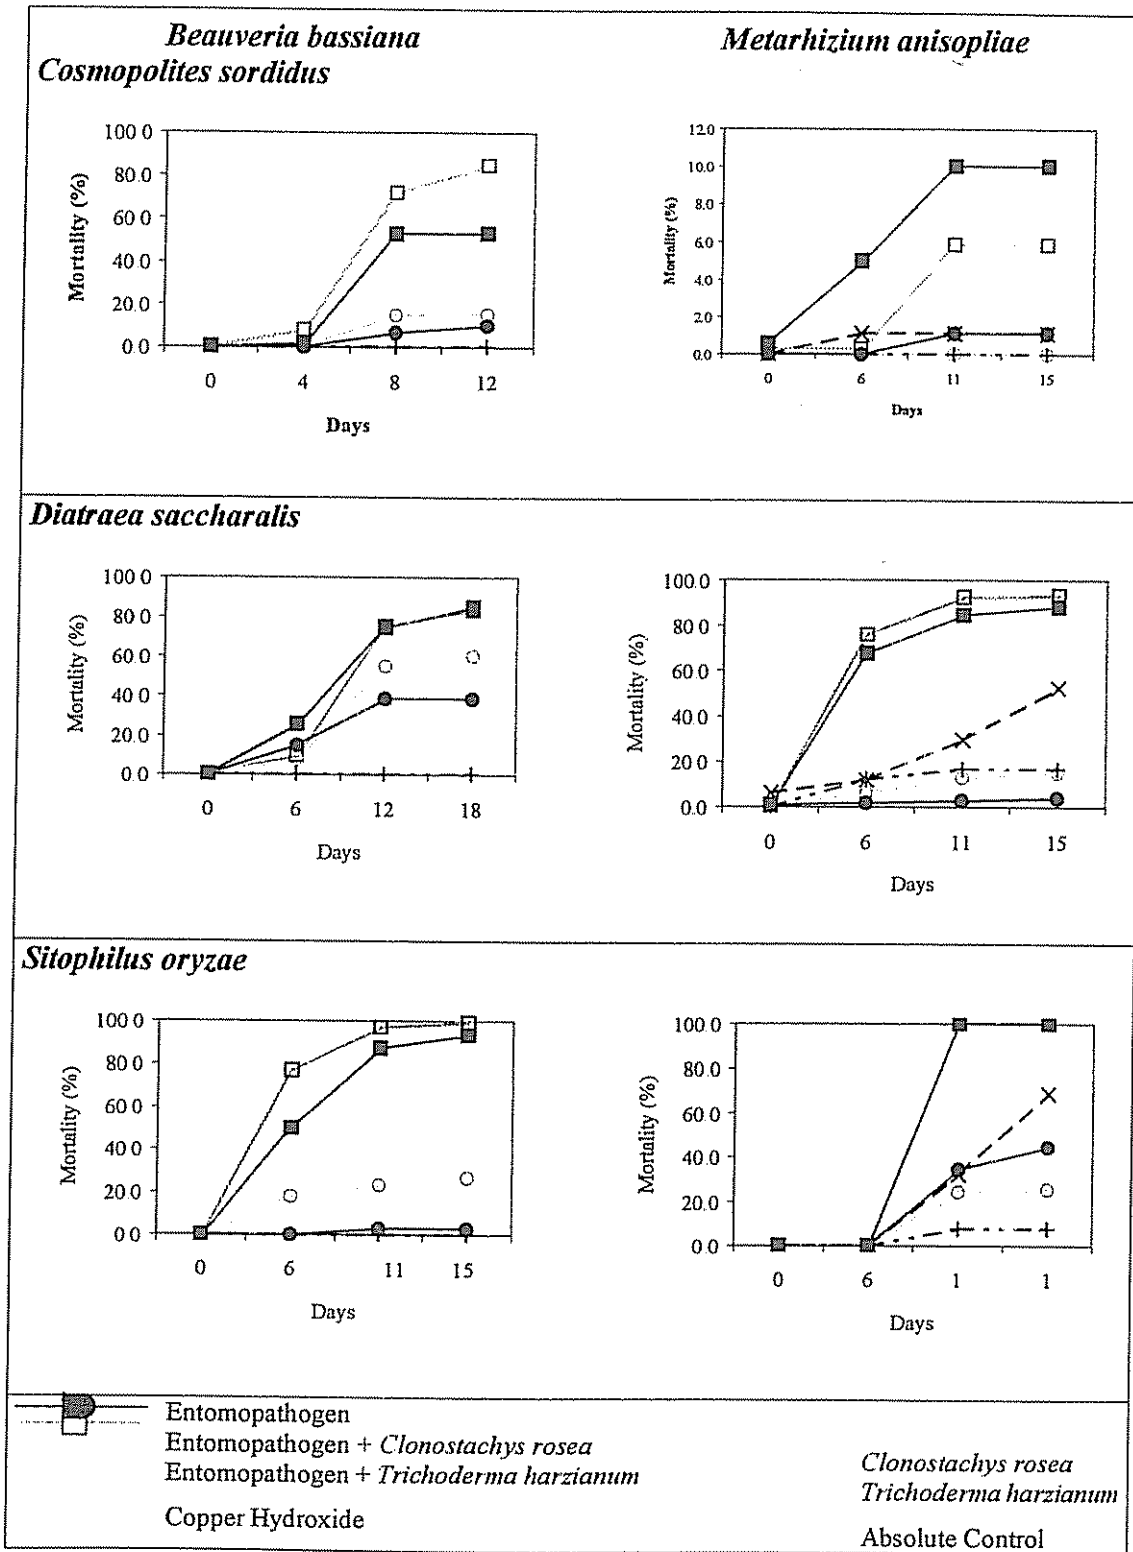 Beauveria bassiana
Metarhizium anisopliae
Cosmopolites sordidus
100 0
80.0
60 0
40 0
20.0
0.0
Mortality (%)
0 4 8 12
Days
12.0
10.0
8.0
6.0
4.0
2.0
0.0
Mortality (%)
0 6 11 15
Days
Diatraea saccharalis
100 0
80 0
60 0
40 0
20.0
0.0
Mortality (%)
0 6 12 18
Days
100.0
80.0
60.0
40.0
20 0
0.0
Mortality (%)
0 6 11 15
Days
Sitophilus oryzae
100 0
80.0
60 0
40 0
20.0
0 0
Mortality (%)
0 6 11 15
Days
100.0
80.0
60.0
40.0
20.0
0.0
Mortality (%)
0 6 1 1
Days
Entomopathogen
Entomopathogen + Clonostachys rosea
Entomopathogen + Trichoderma harzianum
Copper Hydroxide
Clonostachys rosea
Trichoderma harzianum
Absolute Control